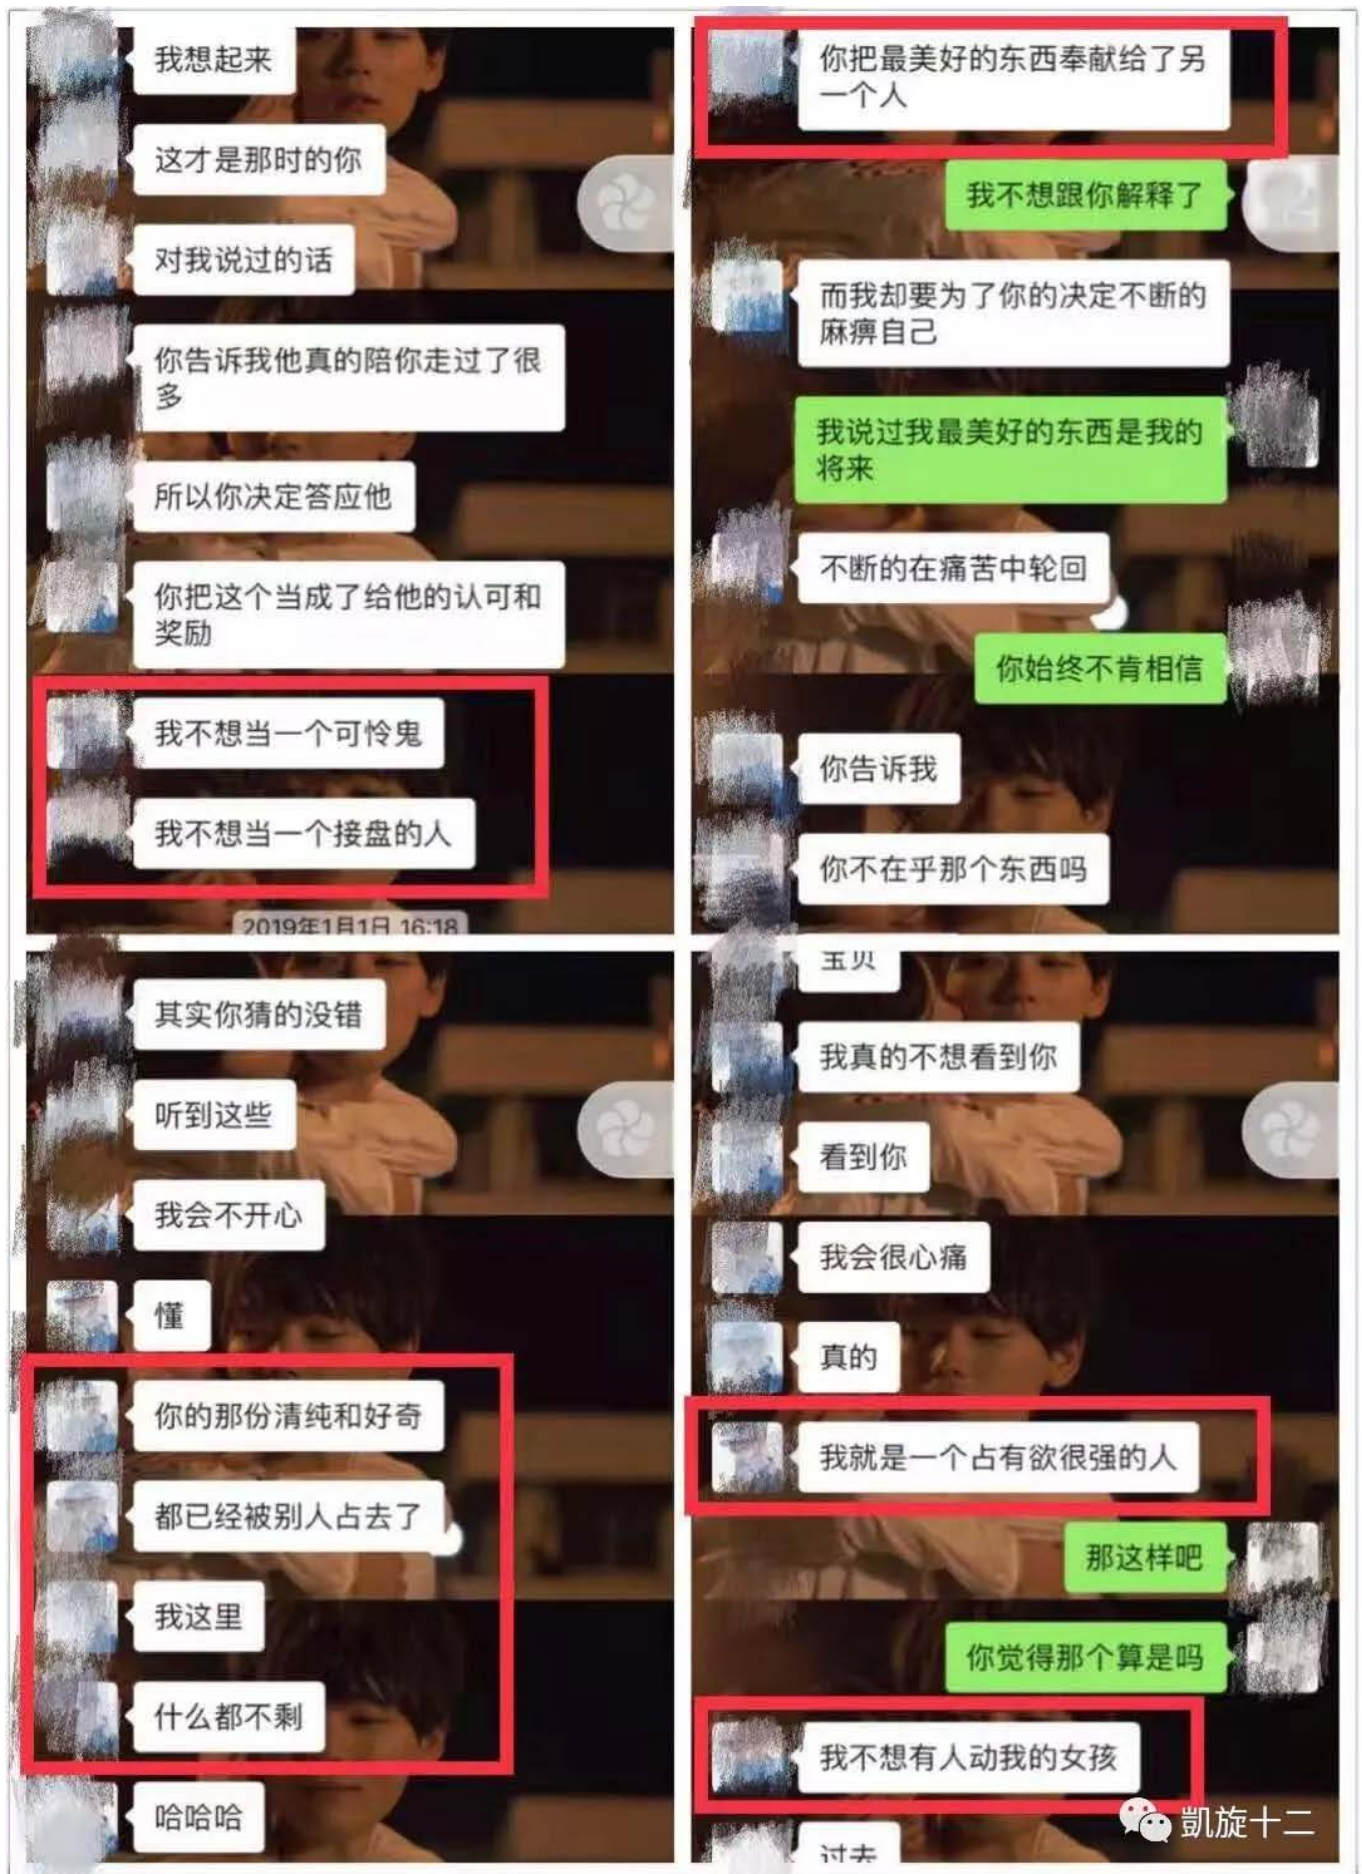 我想起来
这才是那时的你
对我说过的话
你告诉我他真的陪你走过了很
多
所以你决定答应他
你把这个当成了给他的认可和
奖励
我不想当一个可怜鬼
我不想当一个接盘的人
2019年1月1日 16:18
你把最美好的东西奉献给了另
一个人
我不想跟你解释了
而我却要为了你的决定不断的
麻痹自己
我说过我最美好的东西是我的
将来
不断的在痛苦中轮回
你始终不肯相信
你告诉我
你不在乎那个东西吗
其实你猜的没错
听到这些
我会不开心
懂
你的那份清纯和好奇
都已经被别人占去了
我这里
什么都不剩
哈哈哈
宝贝
我真的不想看到你
看到你
我会很心痛
真的
我就是一个占有欲很强的人
那这样吧
你觉得那个算是吗
我不想有人动我的女孩
过去
凱旋十二